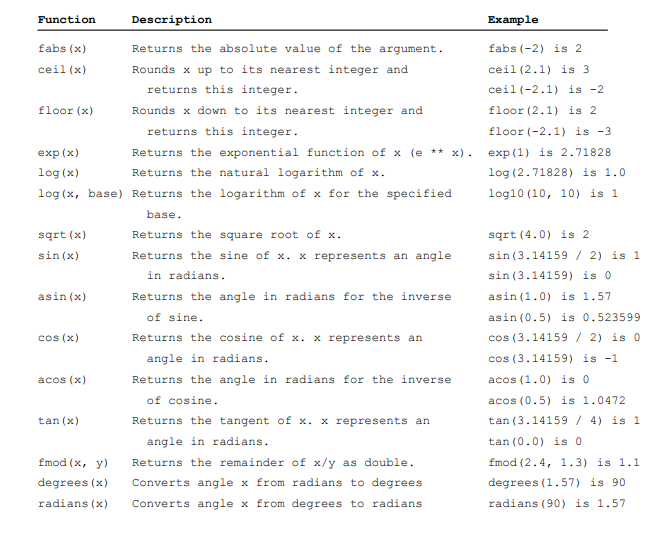 Function Description Example
fabs(x) Returns the absolute value of the argument. fabs(-2) is 2
ceil(x) Rounds x up to its nearest integer and ceil(2.1) is 3
returns this integer. ceil(-2.1) is -2
floor(x) Rounds x down to its nearest integer and floor(2.1) is 2
returns this integer. floor(-2.1) is -3
exp(x) Returns the exponential function of x (e ** x). exp(1) is 2.71828
log(x) Returns the natural logarithm of x. log(2.71828) is 1.0
log(x, base) Returns the logarithm of x for the specified log10(10, 10) is 1
base.
sqrt(x) Returns the square root of x. sqrt(4.0) is 2
sin(x) Returns the sine of x. x represents an angle sin(3.14159 / 2) is 1
in radians. sin(3.14159) is 0
asin(x) Returns the angle in radians for the inverse asin(1.0) is 1.57
of sine. asin(0.5) is 0.523599
cos(x) Returns the cosine of x. x represents an cos(3.14159 / 2) is 0
angle in radians. cos(3.14159) is -1
acos(x) Returns the angle in radians for the inverse acos(1.0) is 0
of cosine. acos(0.5) is 1.0472
tan(x) Returns the tangent of x. x represents an tan(3.14159 / 4) is 1
angle in radians. tan(0.0) is 0
fmod(x, y) Returns the remainder of x/y as double. fmod(2.4, 1.3) is 1.1
degrees(x) Converts angle x from radians to degrees degrees(1.57) is 90
radians(x) Converts angle x from degrees to radians radians(90) is 1.57